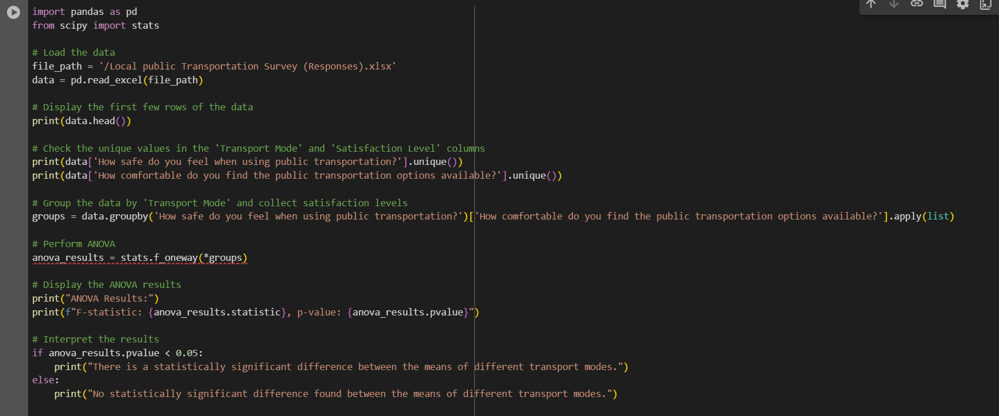 import pandas as pd
from scipy import stats

# Load the data
file_path = '/Local public Transportation Survey (Responses).xlsx'
data = pd.read_excel(file_path)

# Display the first few rows of the data
print(data.head())

# Check the unique values in the 'Transport Mode' and 'Satisfaction Level' columns
print(data['How safe do you feel when using public transportation?'].unique())
print(data['How comfortable do you find the public transportation options available?'].unique())

# Group the data by 'Transport Mode' and collect satisfaction levels
groups = data.groupby('How safe do you feel when using public transportation?')['How comfortable do you find the public transportation options available?'].apply(list)

# Perform ANOVA
anova_results = stats.f_oneway(*groups)

# Display the ANOVA results
print("ANOVA Results:")
print(f"F-statistic: {anova_results.statistic}, p-value: {anova_results.pvalue}")

# Interpret the results
if anova_results.pvalue < 0.05:
    print("There is a statistically significant difference between the means of different transport modes.")
else:
    print("No statistically significant difference found between the means of different transport modes.")